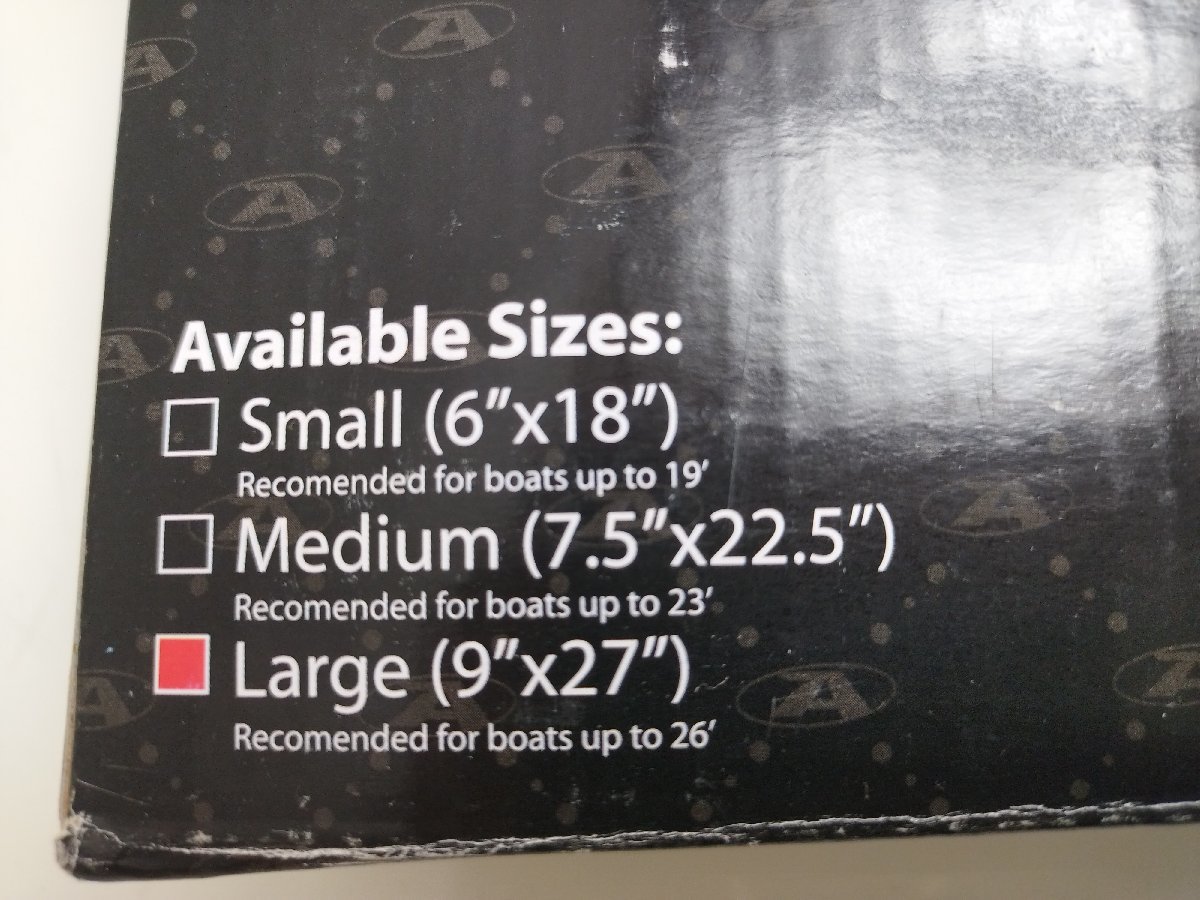 Available Sizes:
Small (6"x18")
Recomended for boats up to 19'
Medium (7.5"x22.5")
Recomended for boats up to 23'
Large (9"x27")
Recomended for boats up to 26'